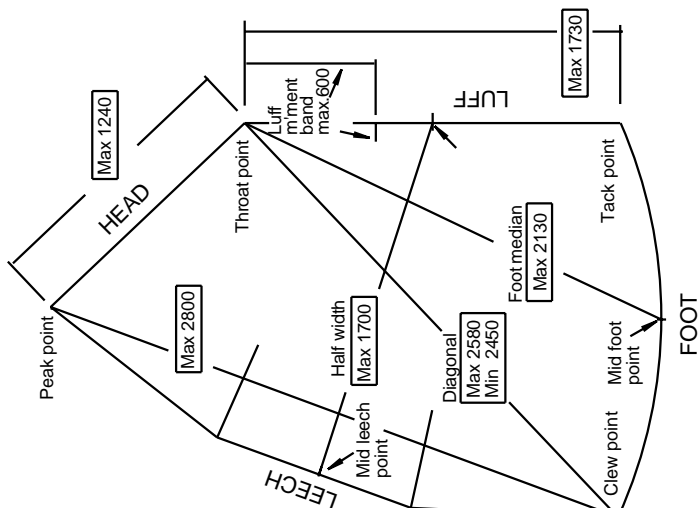 Max 1240
HEAD
Peak point
Throat point
Luff
m'ment
band
max.600
LUFF
Max 1730
Max 2800
Half width
Max 1700
Mid leech
point
LEECH
Diagonal
Max 2580
Min 2450
Foot median
Max 2130
Tack point
Mid foot
point
Clew point
FOOT